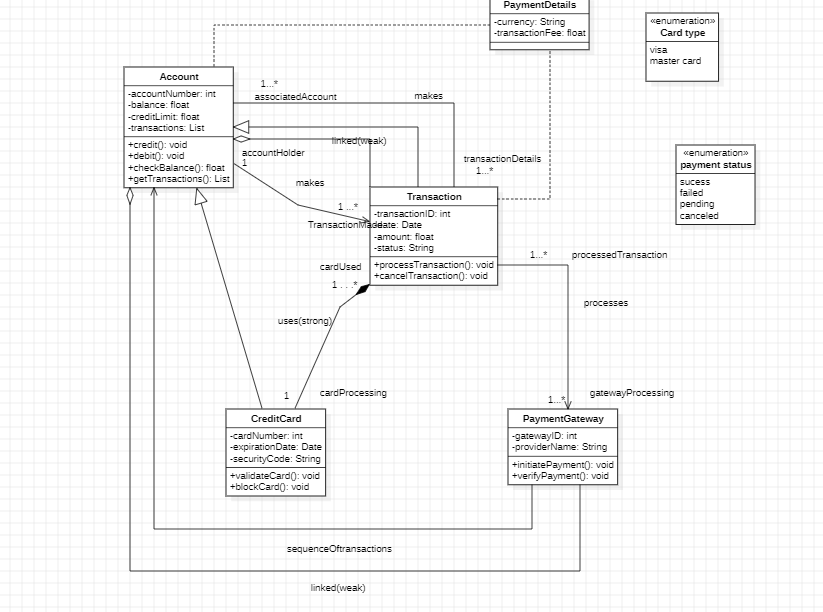 PaymentDetails
-currency: String
-transactionFee: float
«enumeration»
Card type
visa
master card
Account
-accountNumber: int
-balance: float
-creditLimit: float
-transactions: List
+credit(): void
+debit(): void
+checkBalance(): float
+getTransactions(): List
1...*
associatedAccount
makes
linked(weak)
accountHolder
1
makes
1 ...*
TransactionMade
transactionDetails
1...*
«enumeration»
payment status
sucess
failed
pending
canceled
Transaction
-transactionID: int
-date: Date
-amount: float
-status: String
+processTransaction(): void
+cancelTransaction(): void
cardUsed
1 . . .*
uses(strong)
1...*
processedTransaction
processes
1
cardProcessing
1...*
gatewayProcessing
CreditCard
-cardNumber: int
-expirationDate: Date
-securityCode: String
+validateCard(): void
+blockCard(): void
PaymentGateway
-gatewayID: int
-providerName: String
+initiatePayment(): void
+verifyPayment(): void
sequenceOftransactions
linked(weak)